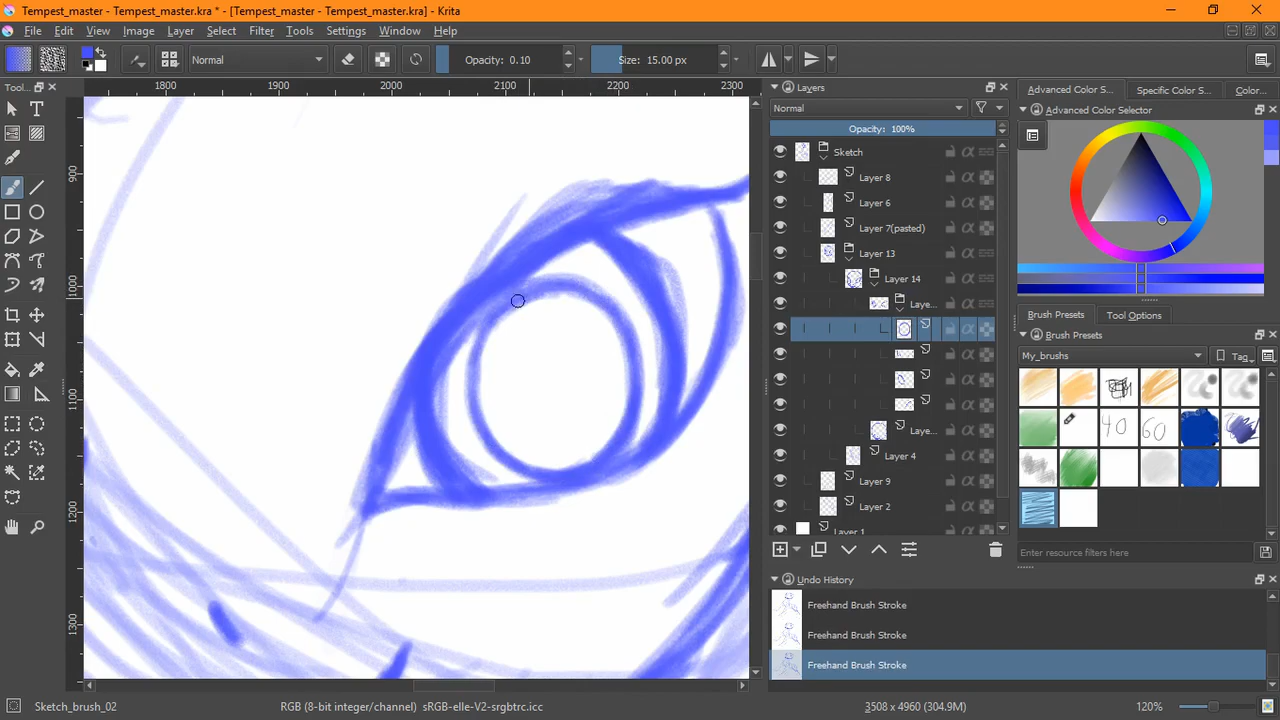 Tempest_master.kra * - [Tempest_master - Tempest_master.kra] - Krita
File Edit View Image Layer Select Filter Tools Settings Window Help
Normal Opacity: 0.10 Size: 15.00 px
Tool...
1800 1900 2000 2100 2200 2300
900
1000
1100
1200
1300
Layers
Normal
Opacity: 100%
Sketch
Layer 8
Layer 6
Layer 7(pasted)
Layer 13
Layer 14
Laye...
Laye...
Layer 4
Layer 9
Layer 2
Layer 1
Undo History
Freehand Brush Stroke
Freehand Brush Stroke
Freehand Brush Stroke
Advanced Color S... Specific Color S... Color...
Advanced Color Selector
Brush Presets Tool Options
Brush Presets
My_brushs Tag
40 60
Enter resource filters here
Sketch_brush_02 RGB (8-bit integer/channel) sRGB-elle-V2-srgbtrc.icc 3508 x 4960 (304.9M) 120%